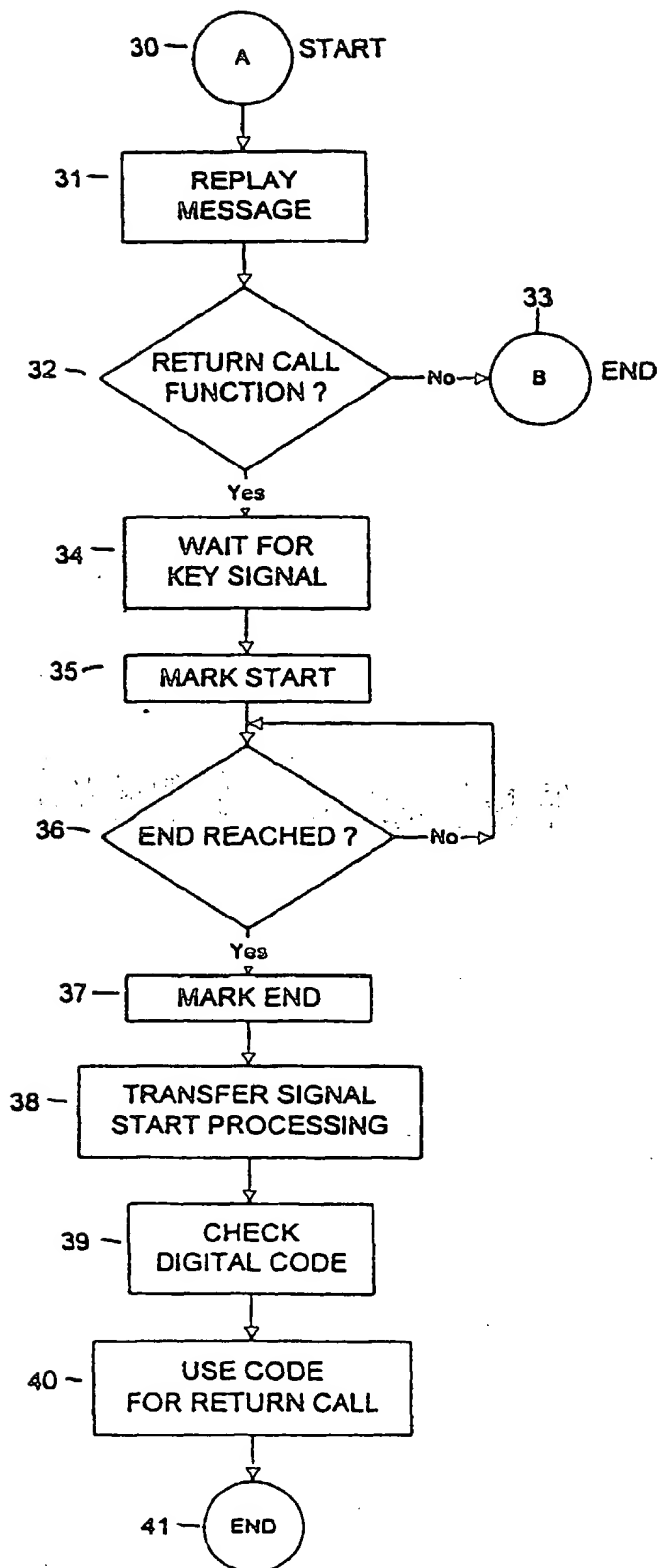 30 A START
31 REPLAY
MESSAGE
33
32 RETURN CALL
FUNCTION ? No B END
Yes
34 WAIT FOR
KEY SIGNAL
35 MARK START
36 END REACHED ? No
Yes
37 MARK END
38 TRANSFER SIGNAL
START PROCESSING
39 CHECK
DIGITAL CODE
40 USE CODE
FOR RETURN CALL
41 END